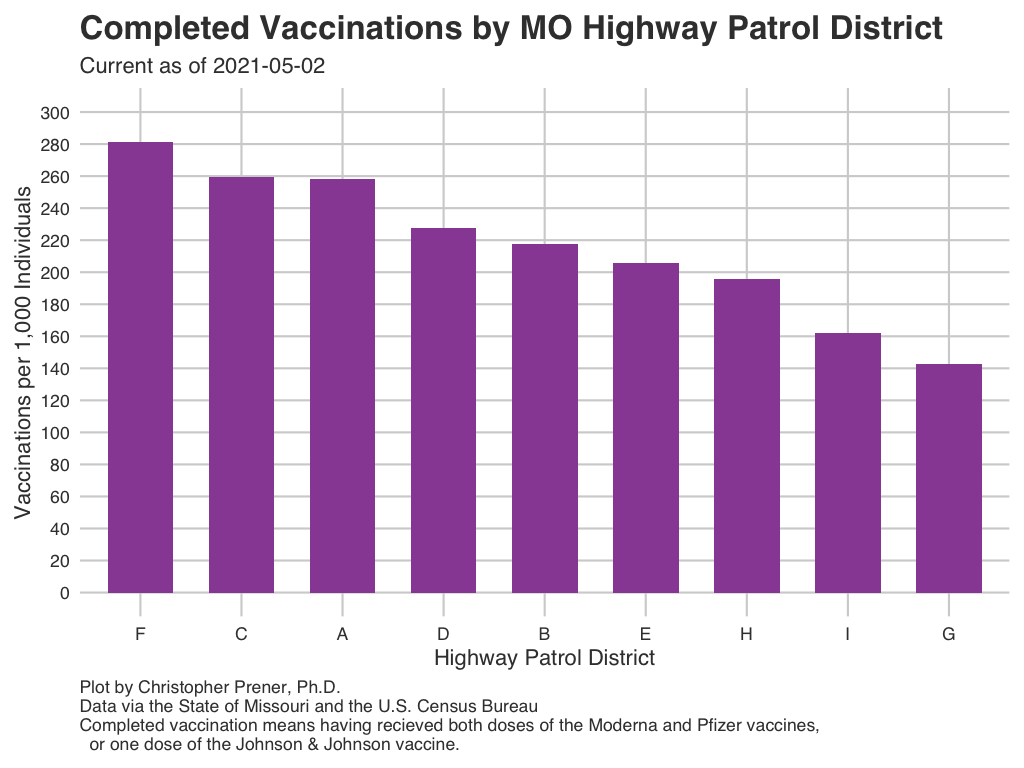 Completed Vaccinations by MO Highway Patrol District
Current as of 2021-05-02
Vaccinations per 1,000 Individuals
300
280
260
240
220
200
180
160
140
120
100
80
60
40
20
0
F C A D B E H I G
Highway Patrol District
Plot by Christopher Prener, Ph.D.
Data via the State of Missouri and the U.S. Census Bureau
Completed vaccination means having recieved both doses of the Moderna and Pfizer vaccines,
or one dose of the Johnson & Johnson vaccine.